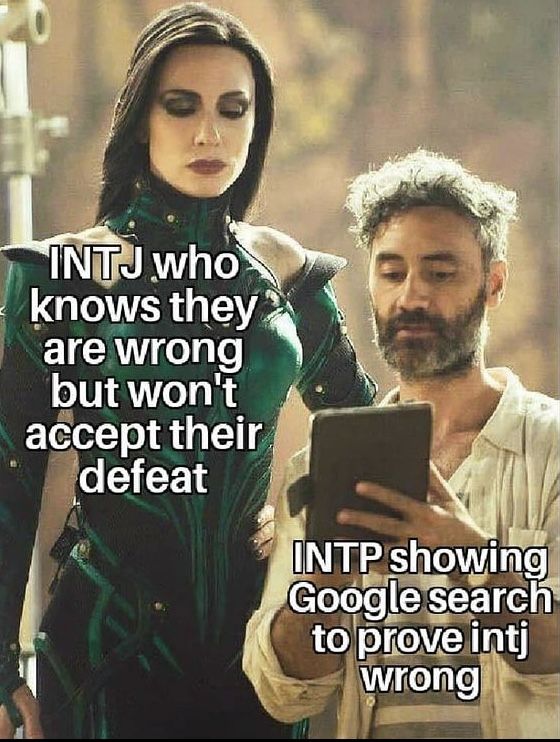 INTJ who
knows they
are wrong
but won't
accept their
defeat
INTP showing
Google search
to prove intj
wrong